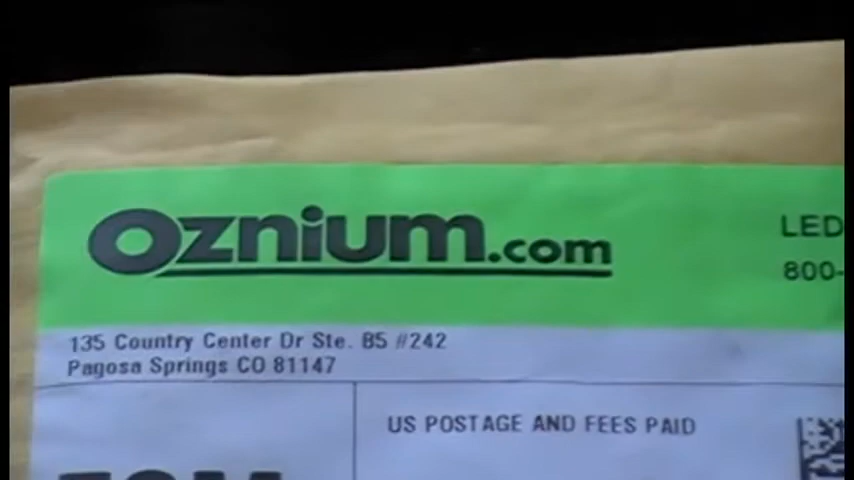 Oznium.com
LED
800-
135 Country Center Dr Ste. B5 #242
Pagosa Springs CO 81147
US POSTAGE AND FEES PAID